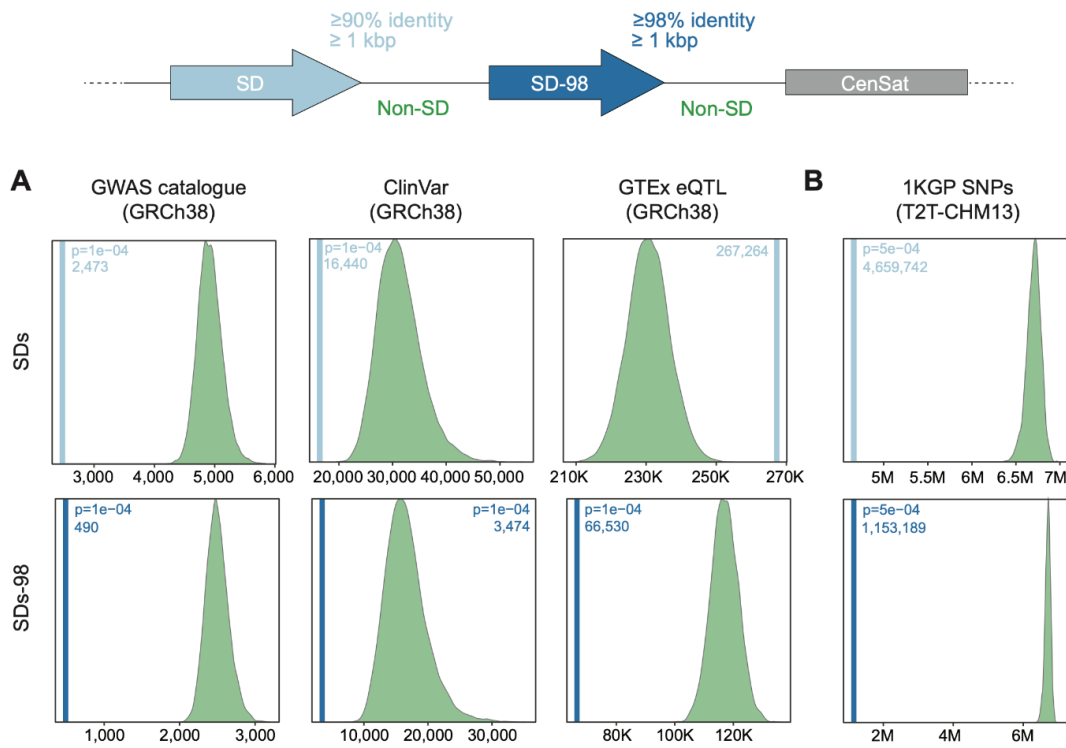 ≥90% identity
≥ 1 kbp
≥98% identity
≥ 1 kbp
SD
SD-98
CenSat
Non-SD
Non-SD
A
GWAS catalogue
(GRCh38)
ClinVar
(GRCh38)
GTEx eQTL
(GRCh38)
B
1KGP SNPs
(T2T-CHM13)
SDs
p=1e−04
2,473
3,000 4,000 5,000 6,000
p=1e−04
16,440
20,000 30,000 40,000 50,000
267,264
210K 230K 250K 270K
p=5e−04
4,659,742
5M 5.5M 6M 6.5M 7M
SDs-98
p=1e−04
490
1,000 2,000 3,000
p=1e−04
3,474
10,000 20,000 30,000
p=1e−04
66,530
80K 100K 120K
p=5e−04
1,153,189
2M 4M 6M